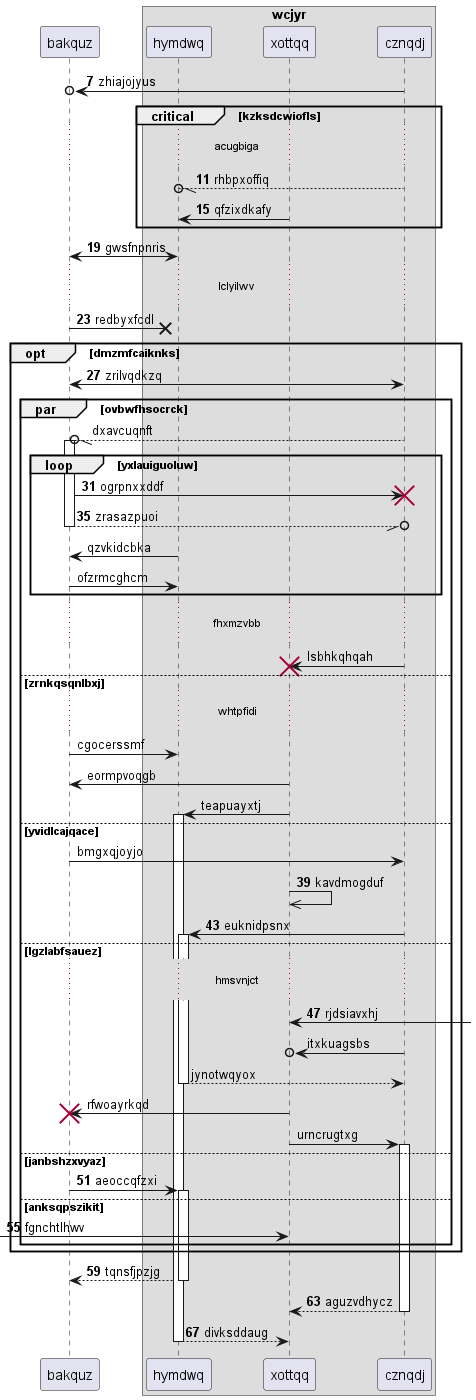 wcjyr
bakquz hymdwq xottqq cznqdj
7 zhiajojyus
critical [kzksdcwiofls]
acugbiga
11 rhbpxoffiq
15 qfzixdkafy
19 gwsfnpnris
lclyilwv
23 redbyxfcdl
opt [dmzmfcaiknks]
27 zrilvqdkzq
par [ovbwfhsocrck]
dxavcuqnft
loop [yxlauiguoluw]
31 ogrpnxxddf
35 zrasazpuoi
qzvkidcbka
ofzrmcghcm
fhxmzvbb
lsbhkqhqah
[zrnkqsqnlbxj]
whtpfidi
cgocerssmf
eormpvoqgb
teapuayxtj
[yvidlcajqace]
bmgxqjoyjo
39 kavdmogduf
43 euknidpsnx
[lgzlabfsauez]
hmsvnjct
47 rjdsiavxhj
itxkuagsbs
jynotwqyox
rfwoayrkqd
urncrugtxg
[janbshzxvyaz]
51 aeoccqfzxi
[anksqpszikit]
55 fgnchtlhwv
59 tqnsfjpzjg
63 aguzvdhycz
67 divksddaug
bakquz hymdwq xottqq cznqdj